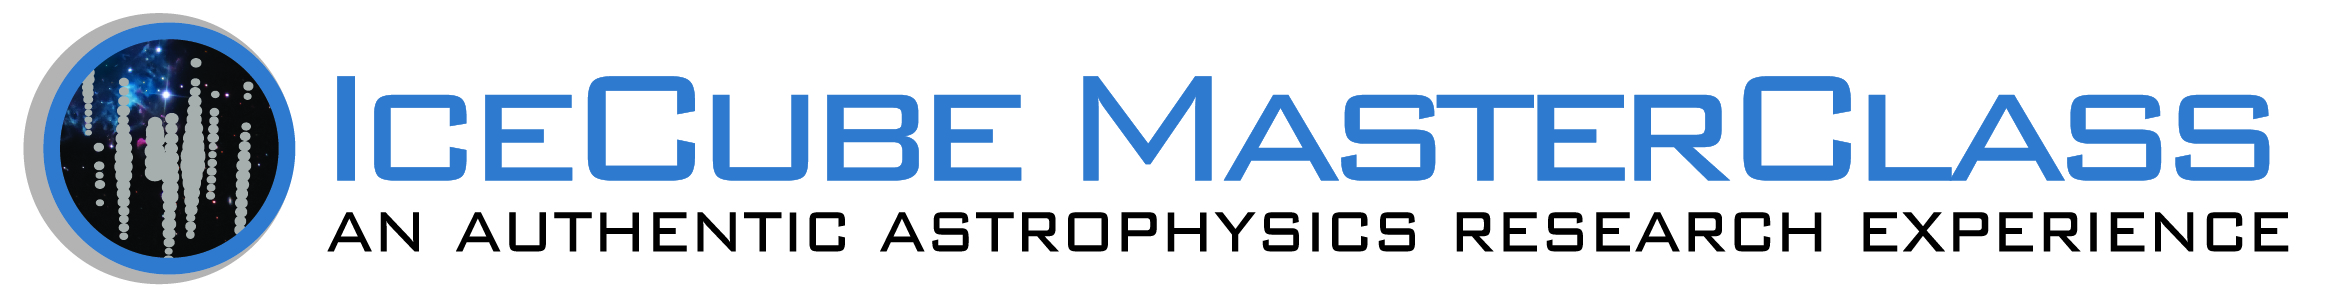 IceCube MasterClass
AN AUTHENTIC ASTROPHYSICS RESEARCH EXPERIENCE